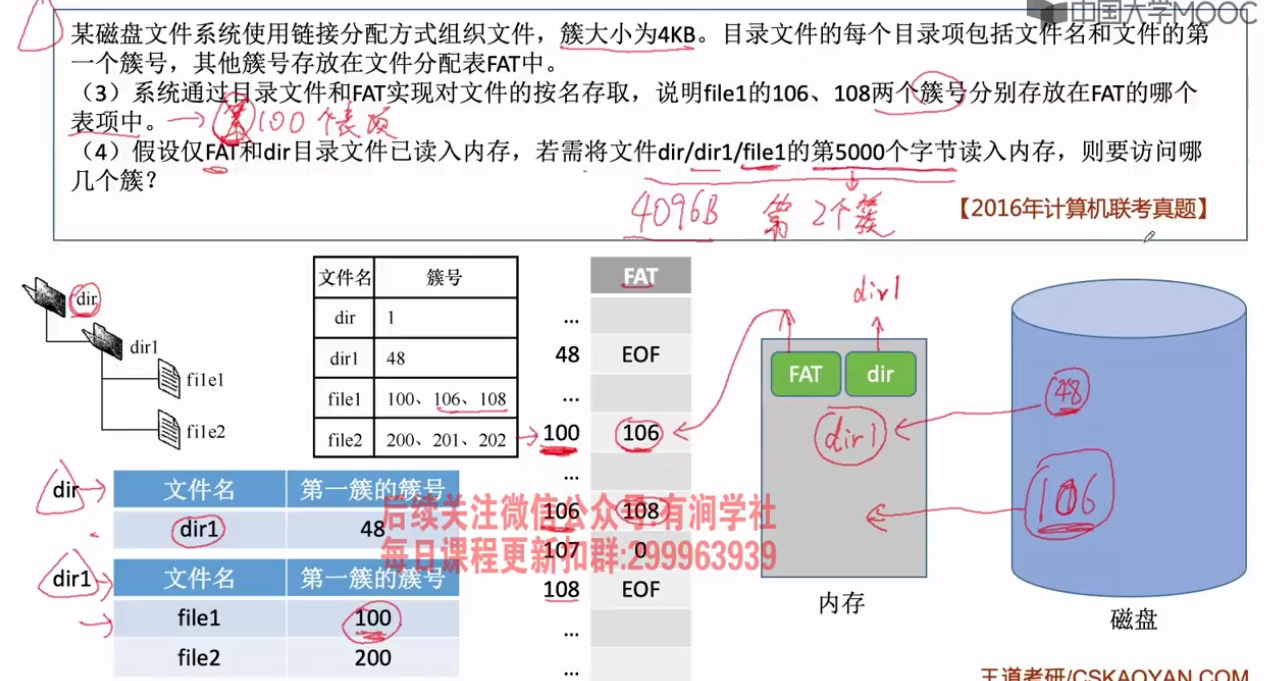 中国大学MOOC
某磁盘文件系统使用链接分配方式组织文件，簇大小为4KB。目录文件的每个目录项包括文件名和文件的第
一个簇号，其他簇号存放在文件分配表FAT中。
（3）系统通过目录文件和FAT实现对文件的按名存取，说明file1的106、108两个簇号分别存放在FAT的哪个
表项中。
100个表项
（4）假设仅FAT和dir目录文件已读入内存，若需将文件dir/dir1/file1的第5000个字节读入内存，则要访问哪
几个簇？
4096B 第2个簇
【2016年计算机联考真题】
dir
dir1
file1
file2
文件名 簇号
dir 1
dir1 48
file1 100、106、108
file2 200、201、202
FAT
...
48 EOF
...
100 106
...
106 108
107 0
108 EOF
...
...
dir1
FAT dir
dir1
内存
48
106
磁盘
dir
文件名 第一簇的簇号
dir1 48
dir1
文件名 第一簇的簇号
file1 100
file2 200
后续关注微信公众号:有润学社
每日课程更新扣群:299963939
王道考研/CSKAOYAN.COM